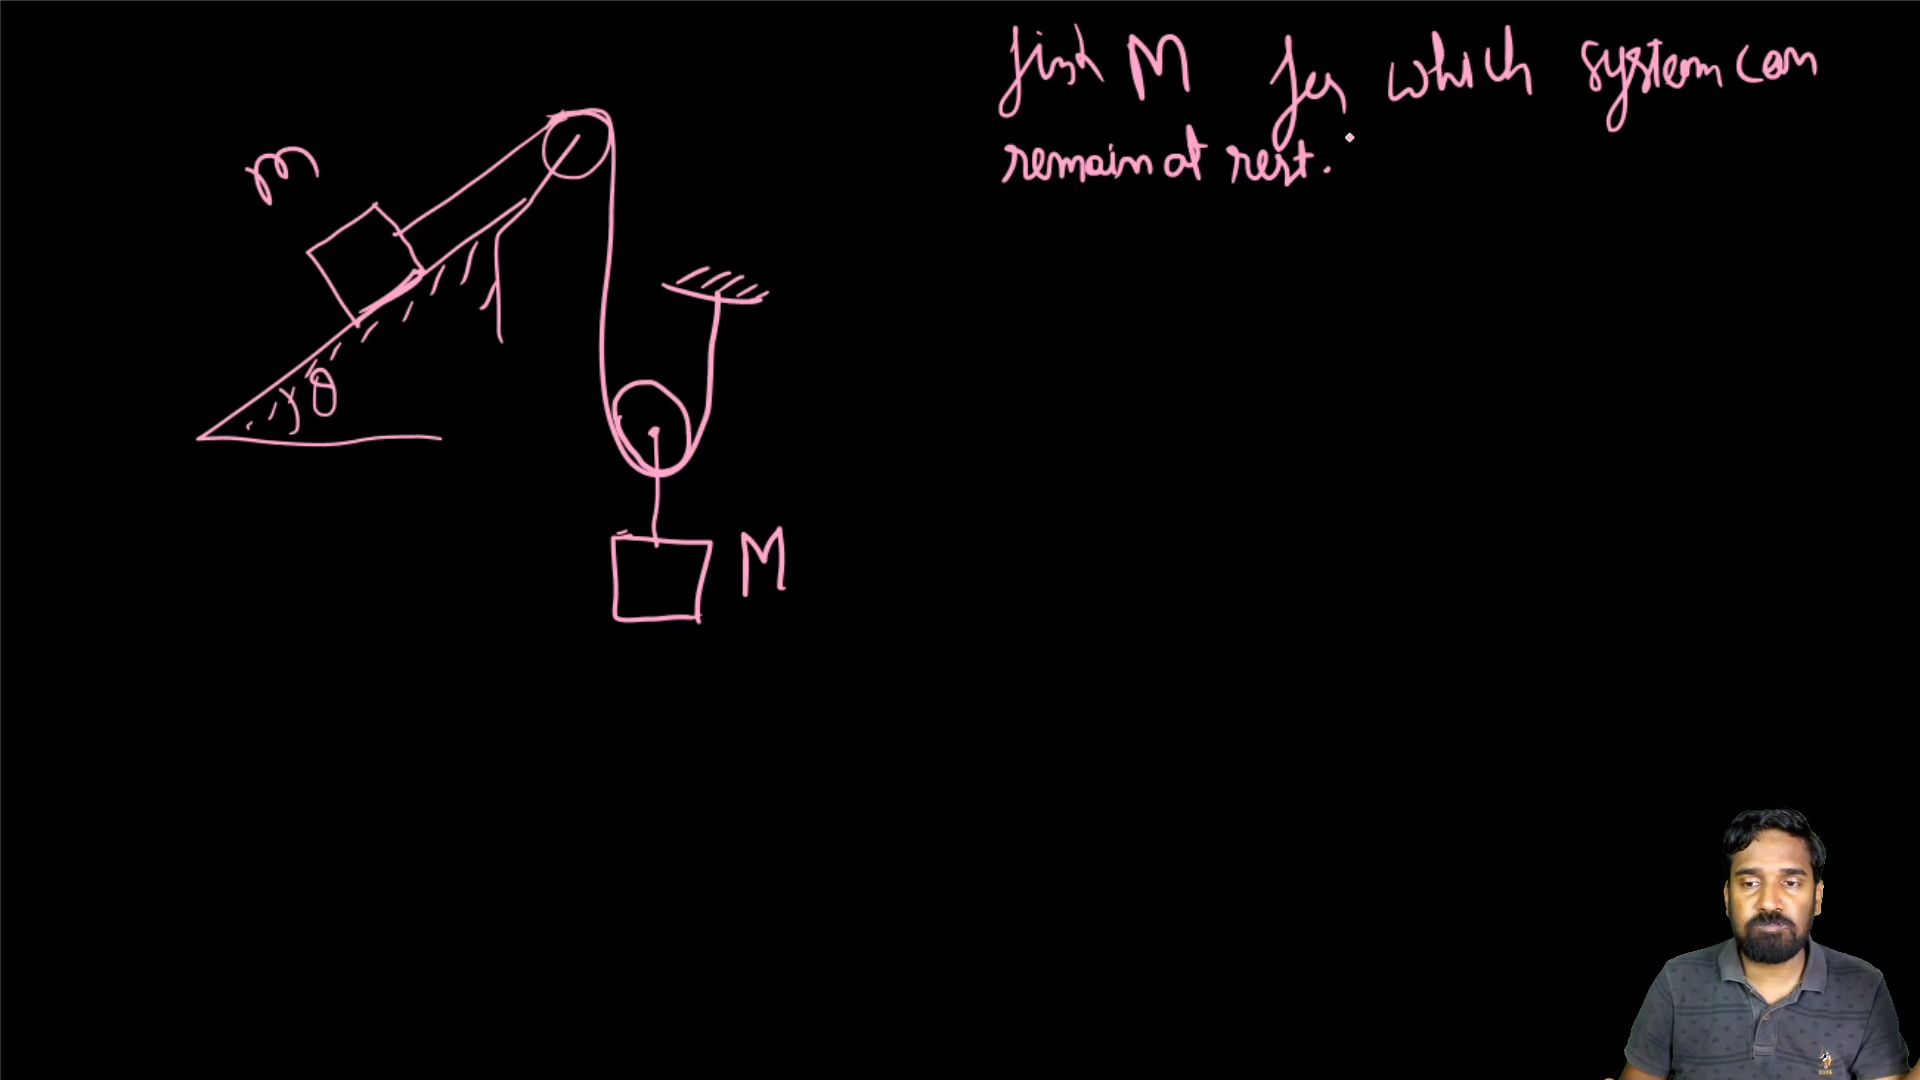 find M for which system can
remain at rest.
m
θ
M